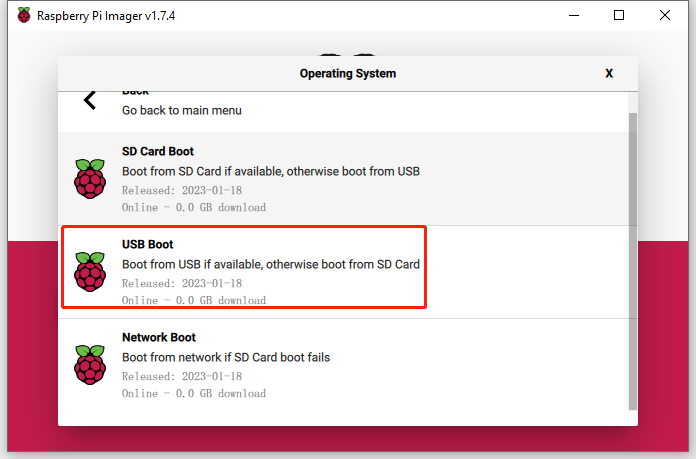 Raspberry Pi Imager v1.7.4
Operating System
X
Back
Go back to main menu
SD Card Boot
Boot from SD Card if available, otherwise boot from USB
Released: 2023-01-18
Online - 0.0 GB download
USB Boot
Boot from USB if available, otherwise boot from SD Card
Released: 2023-01-18
Online - 0.0 GB download
Network Boot
Boot from network if SD Card boot fails
Released: 2023-01-18
Online - 0.0 GB download